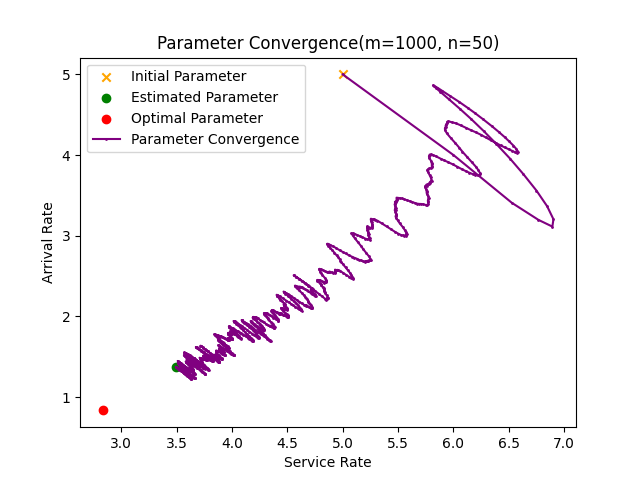 Parameter Convergence(m=1000, n=50)
Initial Parameter
Estimated Parameter
Optimal Parameter
Parameter Convergence
Arrival Rate
5
4
3
2
1
3.0 3.5 4.0 4.5 5.0 5.5 6.0 6.5 7.0
Service Rate